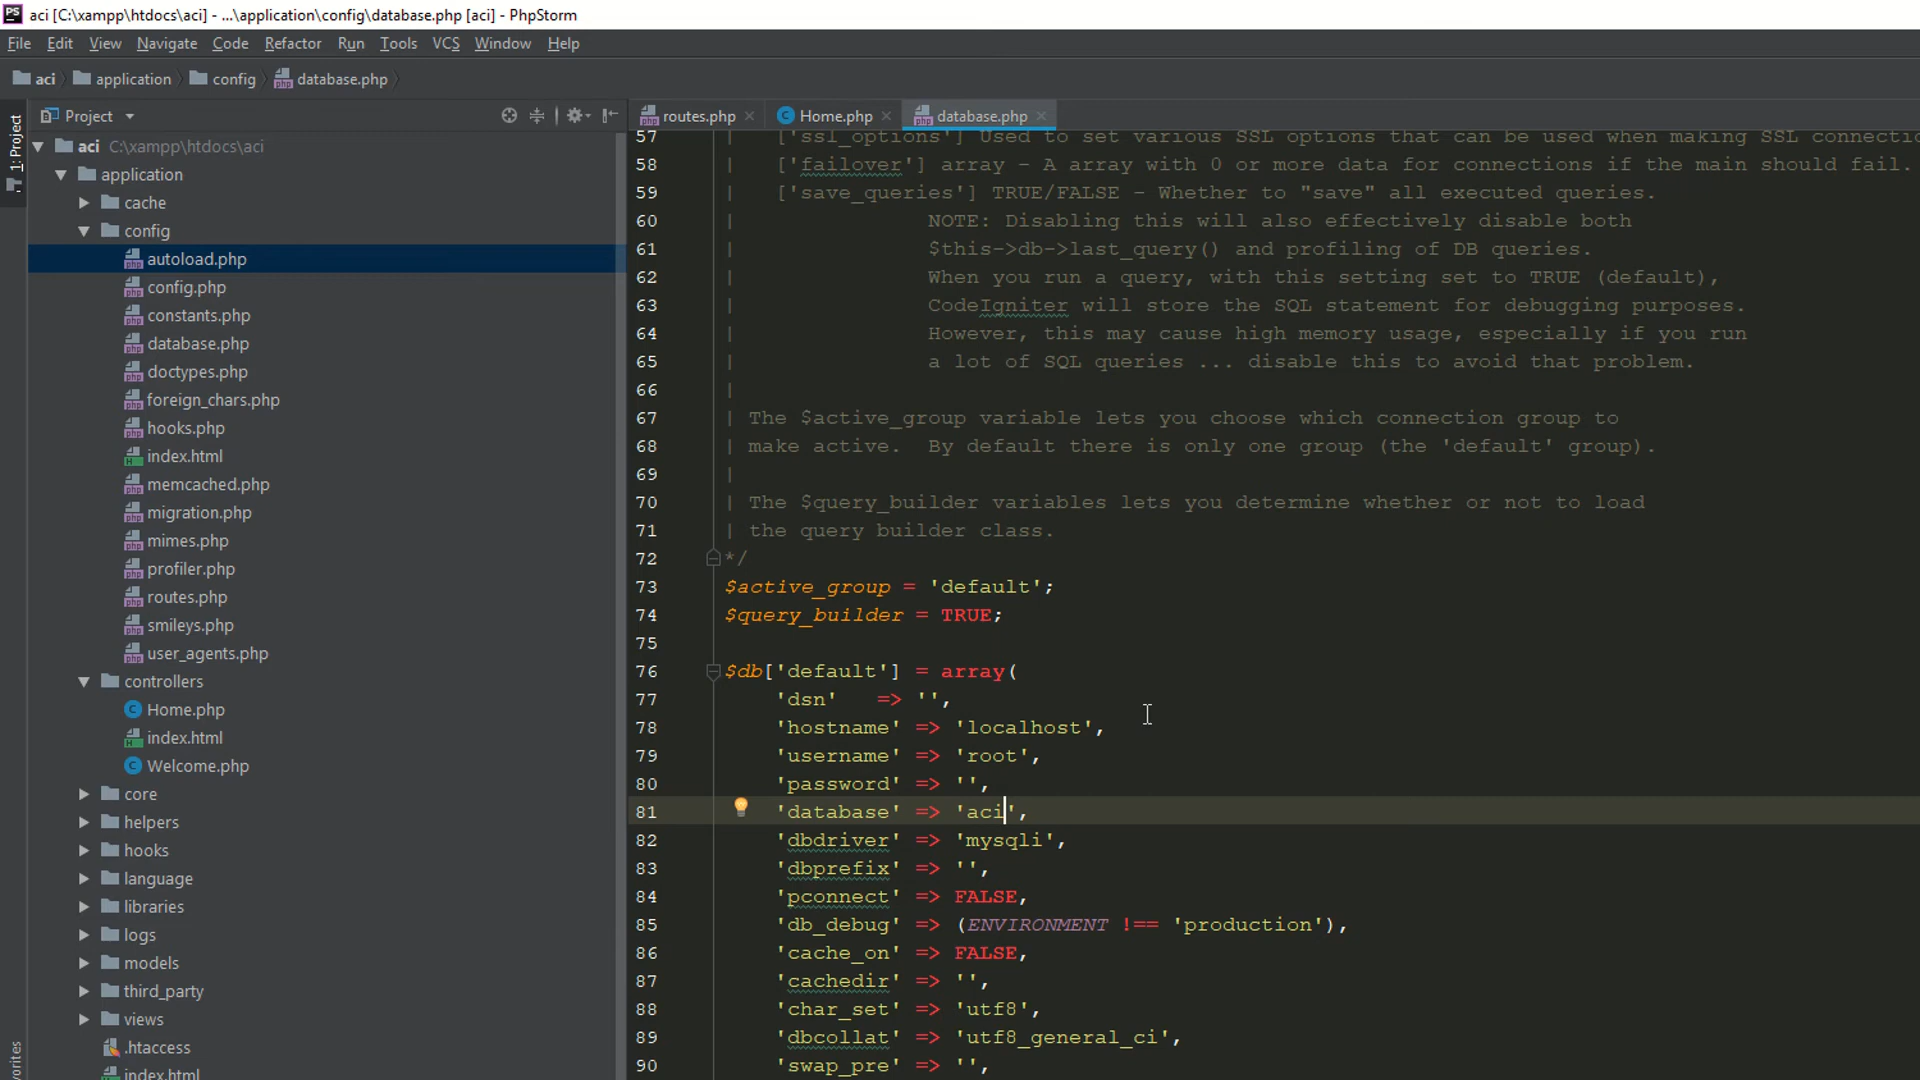 aci [C:\xampp\htdocs\aci] - ...\application\config\database.php [aci] - PhpStorm
File Edit View Navigate Code Refactor Run Tools VCS Window Help
aci application config database.php
1: Project
Project
aci C:\xampp\htdocs\aci
application
cache
config
autoload.php
config.php
constants.php
database.php
doctypes.php
foreign_chars.php
hooks.php
index.html
memcached.php
migration.php
mimes.php
profiler.php
routes.php
smileys.php
user_agents.php
controllers
Home.php
index.html
Welcome.php
core
helpers
hooks
language
libraries
logs
models
third_party
views
.htaccess
index.html
routes.php Home.php database.php
57 | ['ssl_options'] Used to set various SSL options that can be used when making SSL connectio
58 | ['failover'] array - A array with 0 or more data for connections if the main should fail.
59 | ['save_queries'] TRUE/FALSE - Whether to "save" all executed queries.
60 | NOTE: Disabling this will also effectively disable both
61 | $this->db->last_query() and profiling of DB queries.
62 | When you run a query, with this setting set to TRUE (default),
63 | CodeIgniter will store the SQL statement for debugging purposes.
64 | However, this may cause high memory usage, especially if you run
65 | a lot of SQL queries ... disable this to avoid that problem.
66 |
67 | The $active_group variable lets you choose which connection group to
68 | make active.  By default there is only one group (the 'default' group).
69 |
70 | The $query_builder variables lets you determine whether or not to load
71 | the query builder class.
72 */
73 $active_group = 'default';
74 $query_builder = TRUE;
75
76 $db['default'] = array(
77 'dsn'   => '',
78 'hostname' => 'localhost',
79 'username' => 'root',
80 'password' => '',
81 'database' => 'aci',
82 'dbdriver' => 'mysqli',
83 'dbprefix' => '',
84 'pconnect' => FALSE,
85 'db_debug' => (ENVIRONMENT !== 'production'),
86 'cache_on' => FALSE,
87 'cachedir' => '',
88 'char_set' => 'utf8',
89 'dbcollat' => 'utf8_general_ci',
90 'swap_pre' => '',